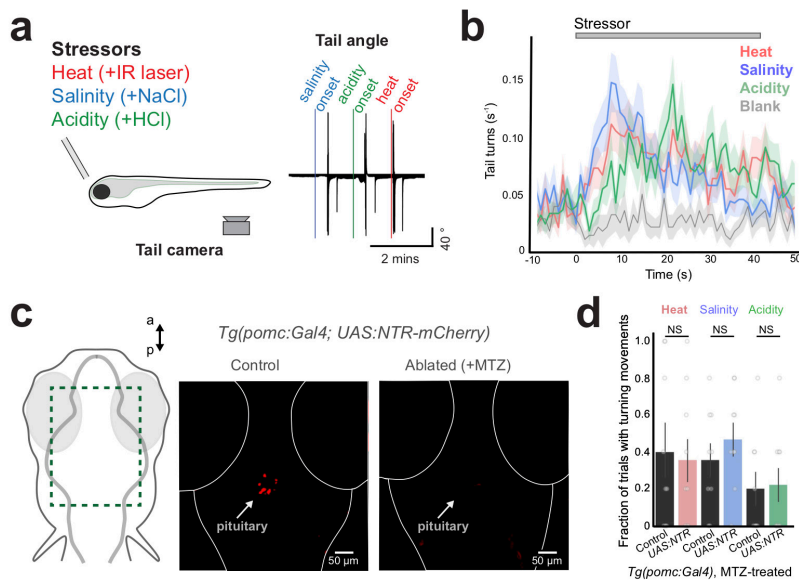 a
Stressors
Heat (+IR laser)
Salinity (+NaCl)
Acidity (+HCl)
Tail camera
Tail angle
salinity
onset
acidity
onset
heat
onset
40 °
2 mins
b
Stressor
Heat
Salinity
Acidity
Blank
Tail turns (s⁻¹)
0.15
0.10
0.05
0
-10
0
10
20
30
40
50
Time (s)
c
a
p
Tg(pomc:Gal4; UAS:NTR-mCherry)
Control
Ablated (+MTZ)
pituitary
50 µm
pituitary
50 µm
d
Heat
Salinity
Acidity
NS
NS
NS
Fraction of trials with turning movements
1.0
0.8
0.6
0.4
0.2
0
Control
UAS:NTR
Control
UAS:NTR
Control
UAS:NTR
Tg(pomc:Gal4), MTZ-treated